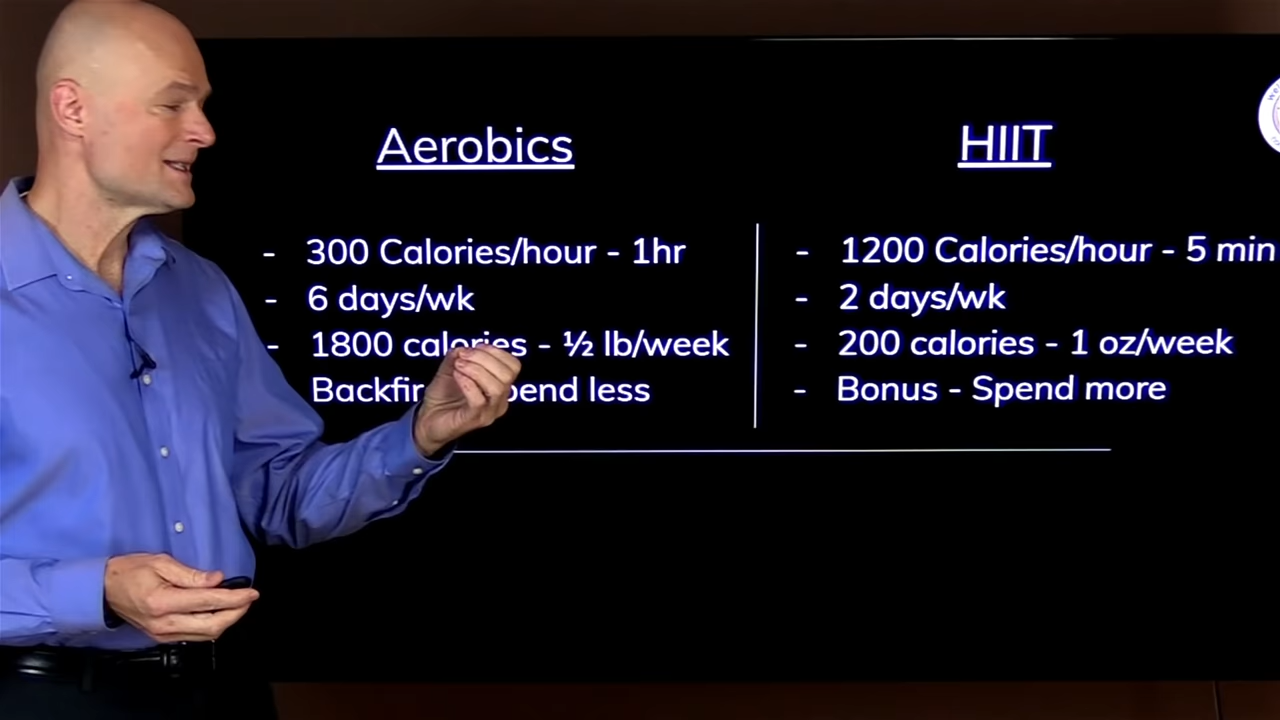 Aerobics
- 300 Calories/hour - 1hr
- 6 days/wk
- 1800 calories - ½ lb/week
less
HIIT
- 1200 Calories/hour - 5 min
- 2 days/wk
- 200 calories - 1 oz/week
- Bonus - Spend more